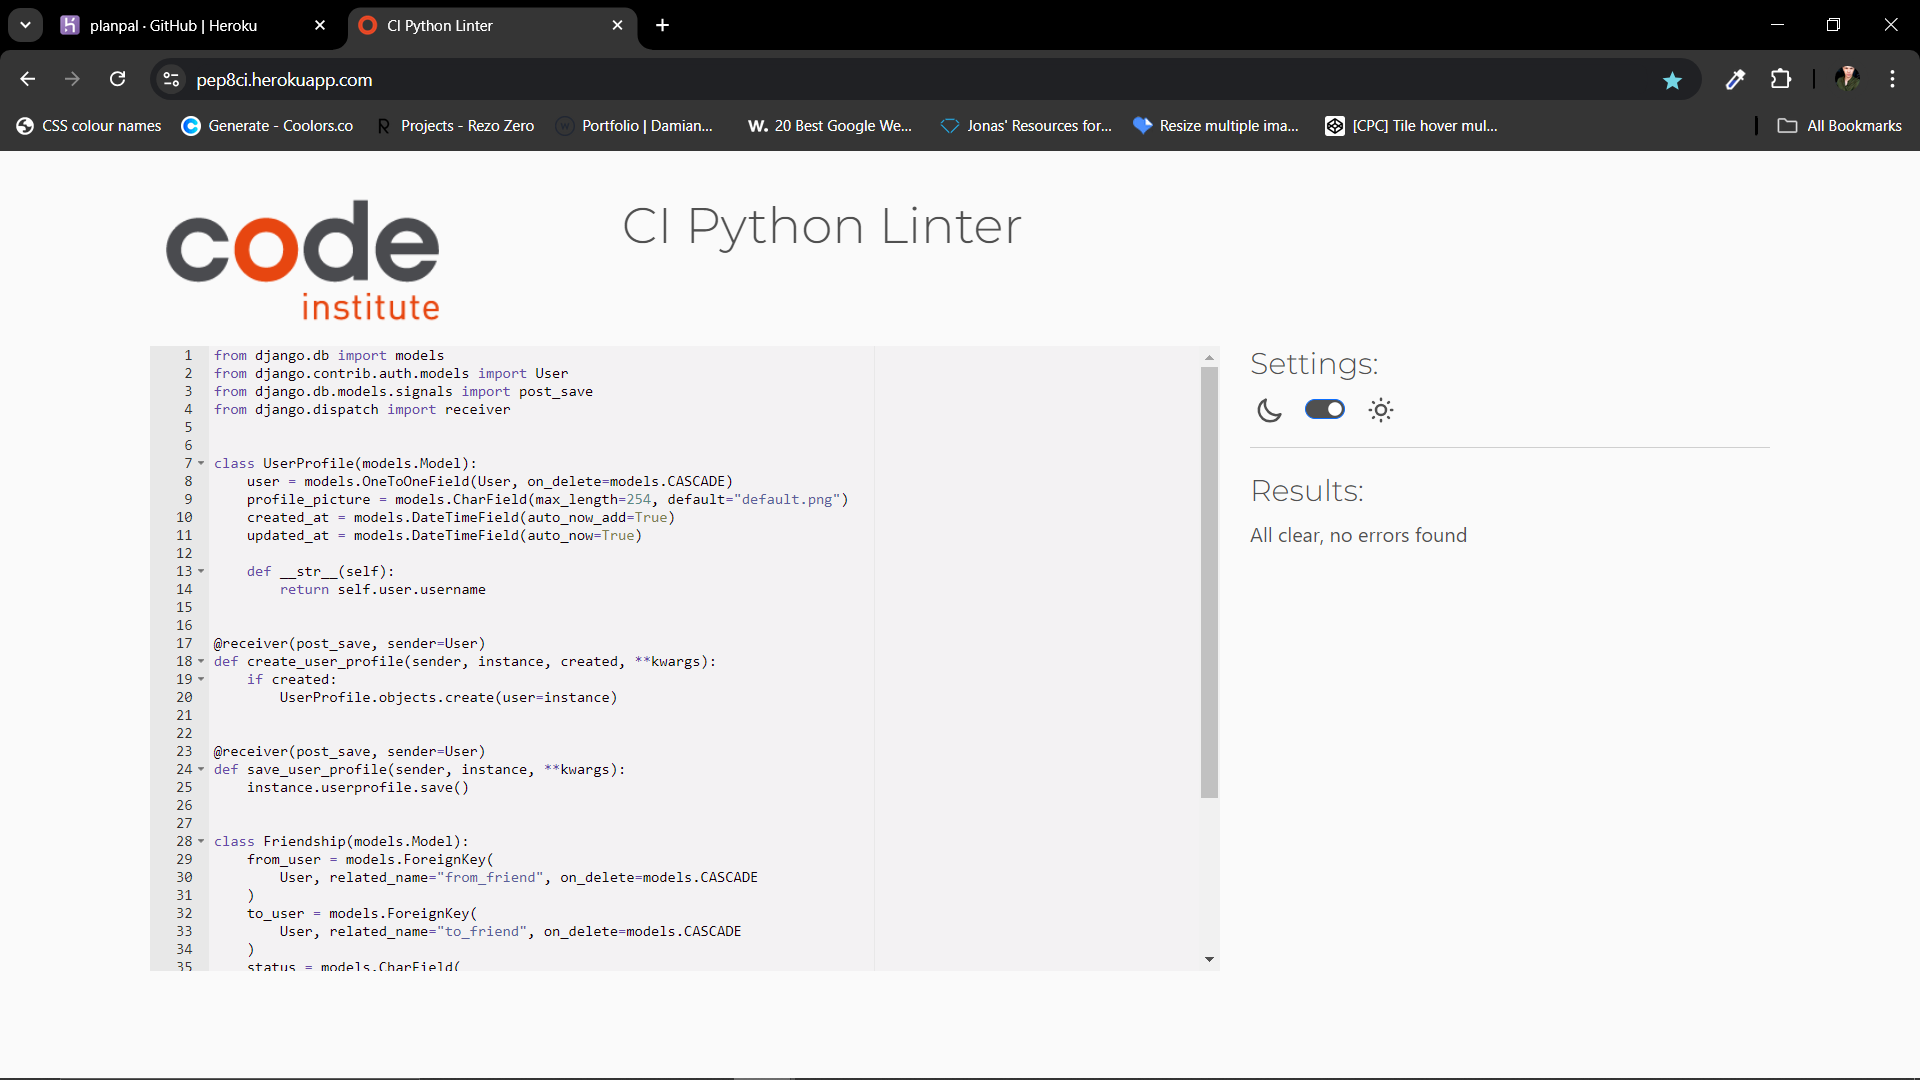 planpal · GitHub | Heroku
CI Python Linter
pep8ci.herokuapp.com
CSS colour names
Generate - Coolors.co
Projects - Rezo Zero
Portfolio | Damian...
W. 20 Best Google We...
Jonas' Resources for...
Resize multiple ima...
[CPC] Tile hover mul...
All Bookmarks
code
institute
CI Python Linter
1 from django.db import models
2 from django.contrib.auth.models import User
3 from django.db.models.signals import post_save
4 from django.dispatch import receiver
5
6
7 class UserProfile(models.Model):
8     user = models.OneToOneField(User, on_delete=models.CASCADE)
9     profile_picture = models.CharField(max_length=254, default="default.png")
10     created_at = models.DateTimeField(auto_now_add=True)
11     updated_at = models.DateTimeField(auto_now=True)
12
13     def __str__(self):
14         return self.user.username
15
16
17 @receiver(post_save, sender=User)
18 def create_user_profile(sender, instance, created, **kwargs):
19     if created:
20         UserProfile.objects.create(user=instance)
21
22
23 @receiver(post_save, sender=User)
24 def save_user_profile(sender, instance, **kwargs):
25     instance.userprofile.save()
26
27
28 class Friendship(models.Model):
29     from_user = models.ForeignKey(
30         User, related_name="from_friend", on_delete=models.CASCADE
31     )
32     to_user = models.ForeignKey(
33         User, related_name="to_friend", on_delete=models.CASCADE
34     )
35     status = models.CharField(
Settings:
Results:
All clear, no errors found